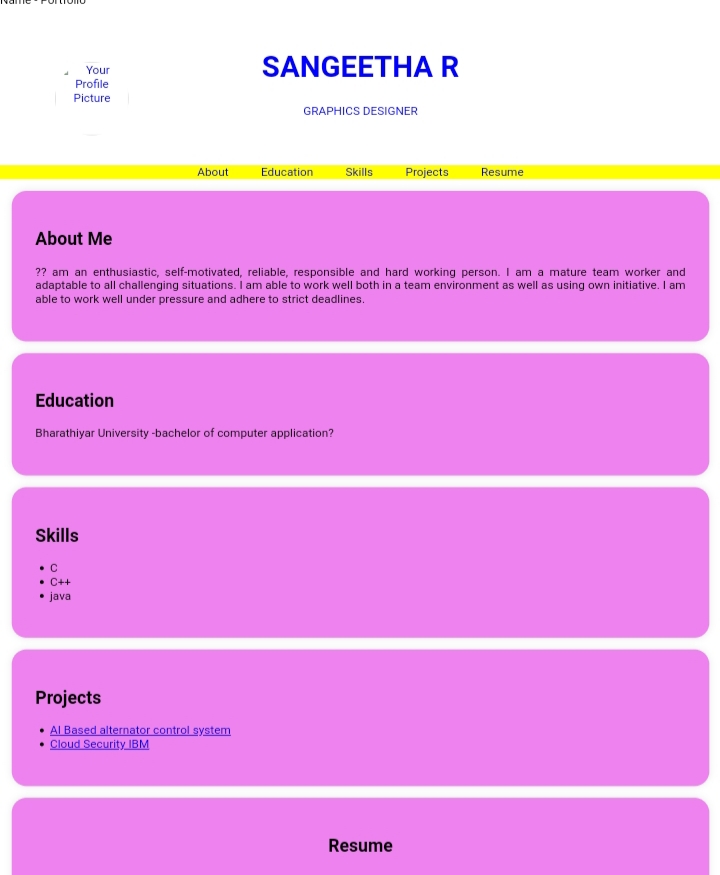 Name - Portfolio
Your
Profile
Picture
SANGEETHA R
GRAPHICS DESIGNER
About Education Skills Projects Resume
About Me
?? am an enthusiastic, self-motivated, reliable, responsible and hard working person. I am a mature team worker and
adaptable to all challenging situations. I am able to work well both in a team environment as well as using own initiative. I am
able to work well under pressure and adhere to strict deadlines.
Education
Bharathiyar University -bachelor of computer application?
Skills
• C
• C++
• java
Projects
• AI Based alternator control system
• Cloud Security IBM
Resume